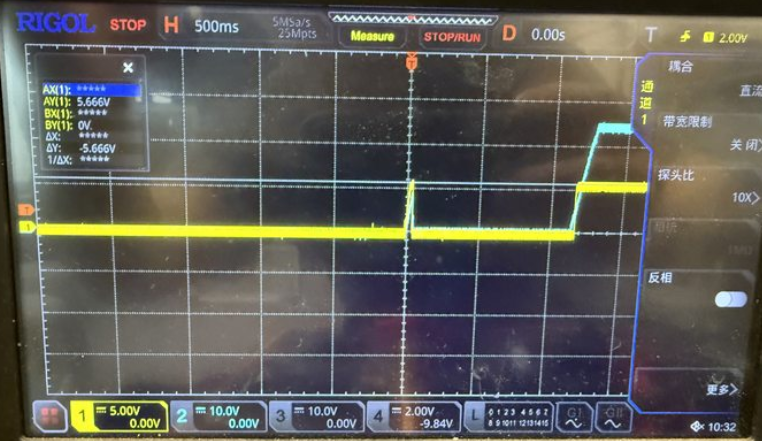 RIGOL STOP H 500ms 5MSa/s 25Mpts Measure STOP/RUN D 0.00s T 1 2.00V
AX(1): *****
AY(1): 5.666V
BX(1): *****
BY(1): 0V.
ΔX: *****
ΔY: -5.666V
1/ΔX: *****
T
1
T
通道1
耦合
直流
带宽限制
关闭
探头比
10X
反相
更多
1 5.00V 0.00V
2 10.0V 0.00V
3 10.0V 0.00V
4 2.00V -9.84V
L 0 1 2 3 4 5 6 7
8 9 10 11 12 13 14 15
G1
10:32